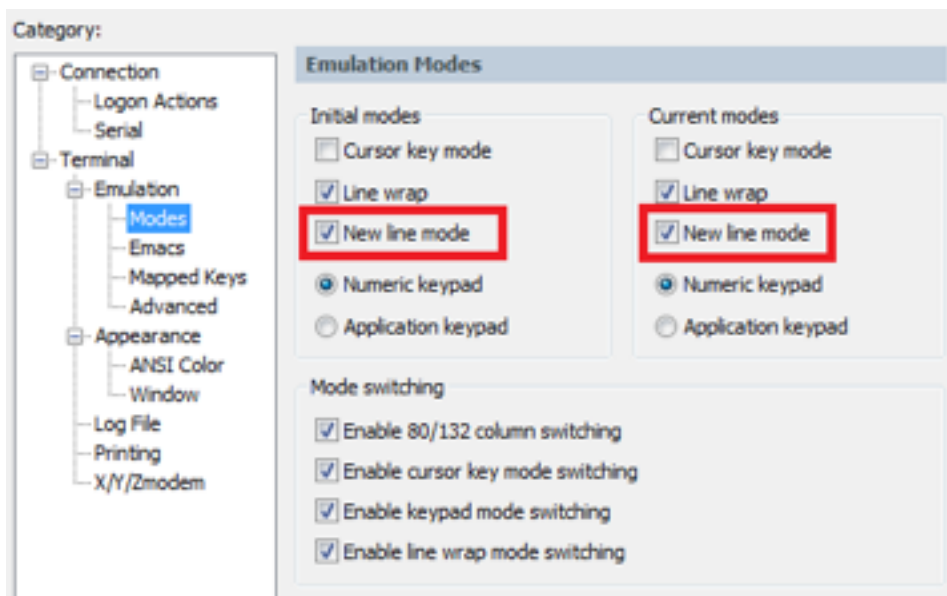 Category:
Connection
Logon Actions
Serial
Terminal
Emulation
Modes
Emacs
Mapped Keys
Advanced
Appearance
ANSI Color
Window
Log File
Printing
X/Y/Zmodem
Emulation Modes
Initial modes
Cursor key mode
Line wrap
New line mode
Numeric keypad
Application keypad
Current modes
Cursor key mode
Line wrap
New line mode
Numeric keypad
Application keypad
Mode switching
Enable 80/132 column switching
Enable cursor key mode switching
Enable keypad mode switching
Enable line wrap mode switching